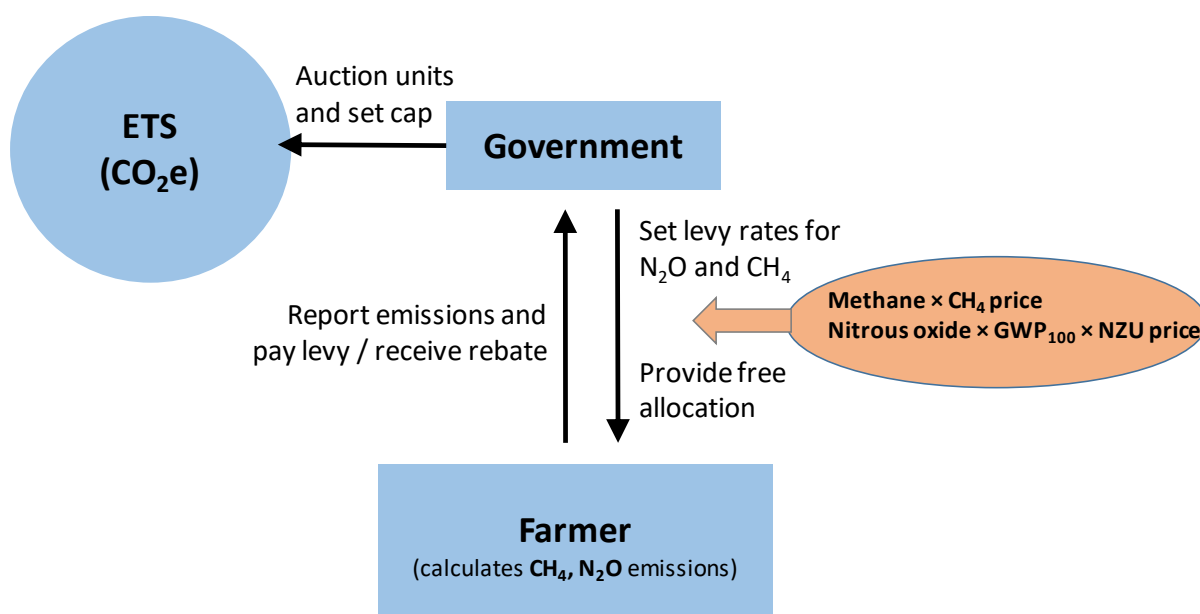 ETS
(CO₂e)
Auction units
and set cap
Government
Set levy rates for
N₂O and CH₄
Report emissions and
pay levy / receive rebate
Methane × CH₄ price
Nitrous oxide × GWP₁₀₀ × NZU price
Provide free
allocation
Farmer
(calculates CH₄, N₂O emissions)